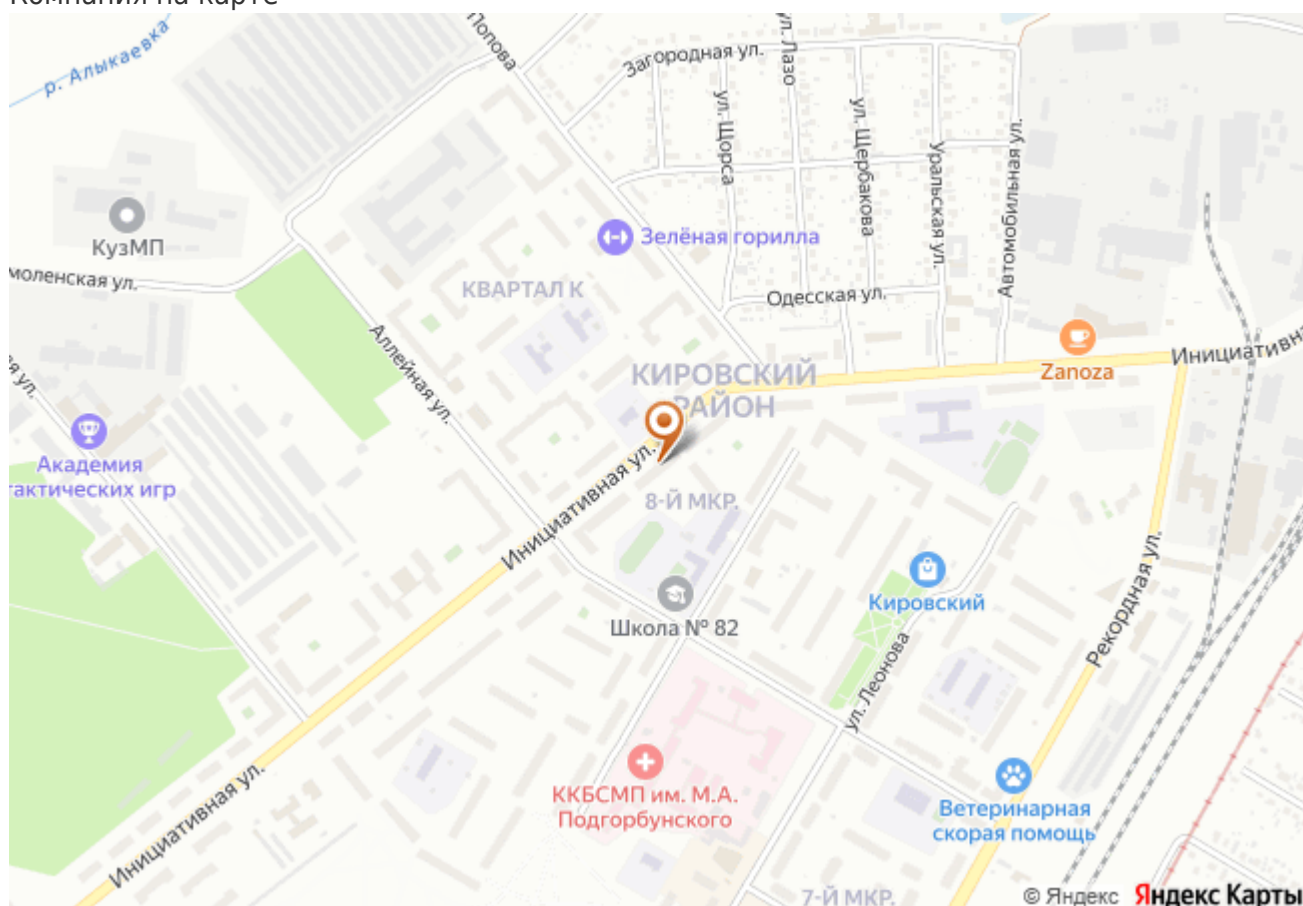 Компания на карте
р. Алыкаевка
Попова
Загородная ул.
ул. Лазо
ул. Щорса
ул. Щербакова
Уральская ул.
Автомобильная ул.
КузМП
Зелёная горилла
моленская ул.
КВАРТАЛ К
Одесская ул.
Аллейная ул.
Zanoza
Инициативн
КИРОВСКИЙ
РАЙОН
ая ул.
Академия
тактических игр
Инициативная ул.
8-Й МКР.
Кировский
Школа № 82
Рекордная ул.
ул. Леонова
ККБСМП им. М.А.
Подгорбунского
Ветеринарная
скорая помощь
Инициативная ул.
7-Й МКР.
© Яндекс Яндекс Карты